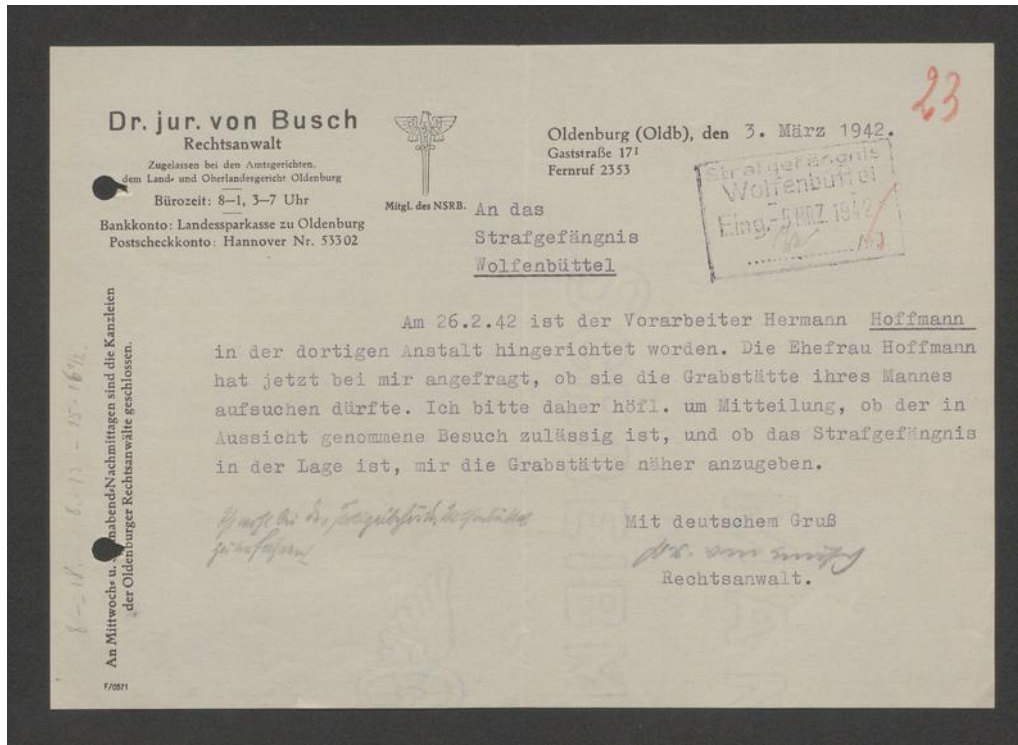 23
Dr. jur. von Busch
Rechtsanwalt
Zugelassen bei den Amtsgerichten,
dem Land- und Oberlandesgericht Oldenburg
Bürozeit: 8—1, 3—7 Uhr
Bankkonto: Landessparkasse zu Oldenburg
Postscheckkonto: Hannover Nr. 53302
Mitgl. des NSRB.
Oldenburg (Oldb), den 3. März 1942.
Gaststraße 17I
Fernruf 2353
Strafgefängnis
Wolfenbüttel
Eing. -5. MRZ. 1942
An das
Strafgefängnis
Wolfenbüttel
Am 26.2.42 ist der Vorarbeiter Hermann Hoffmann
in der dortigen Anstalt hingerichtet worden. Die Ehefrau Hoffmann
hat jetzt bei mir angefragt, ob sie die Grabstätte ihres Mannes
aufsuchen dürfte. Ich bitte daher höfl. um Mitteilung, ob der in
Aussicht genommene Besuch zulässig ist, und ob das Strafgefängnis
in der Lage ist, mir die Grabstätte näher anzugeben.
Mit deutschem Gruß
Rechtsanwalt.
An Mittwoch- u. Sonnabend-Nachmittagen sind die Kanzleien
der Oldenburger Rechtsanwälte geschlossen.
F/0571